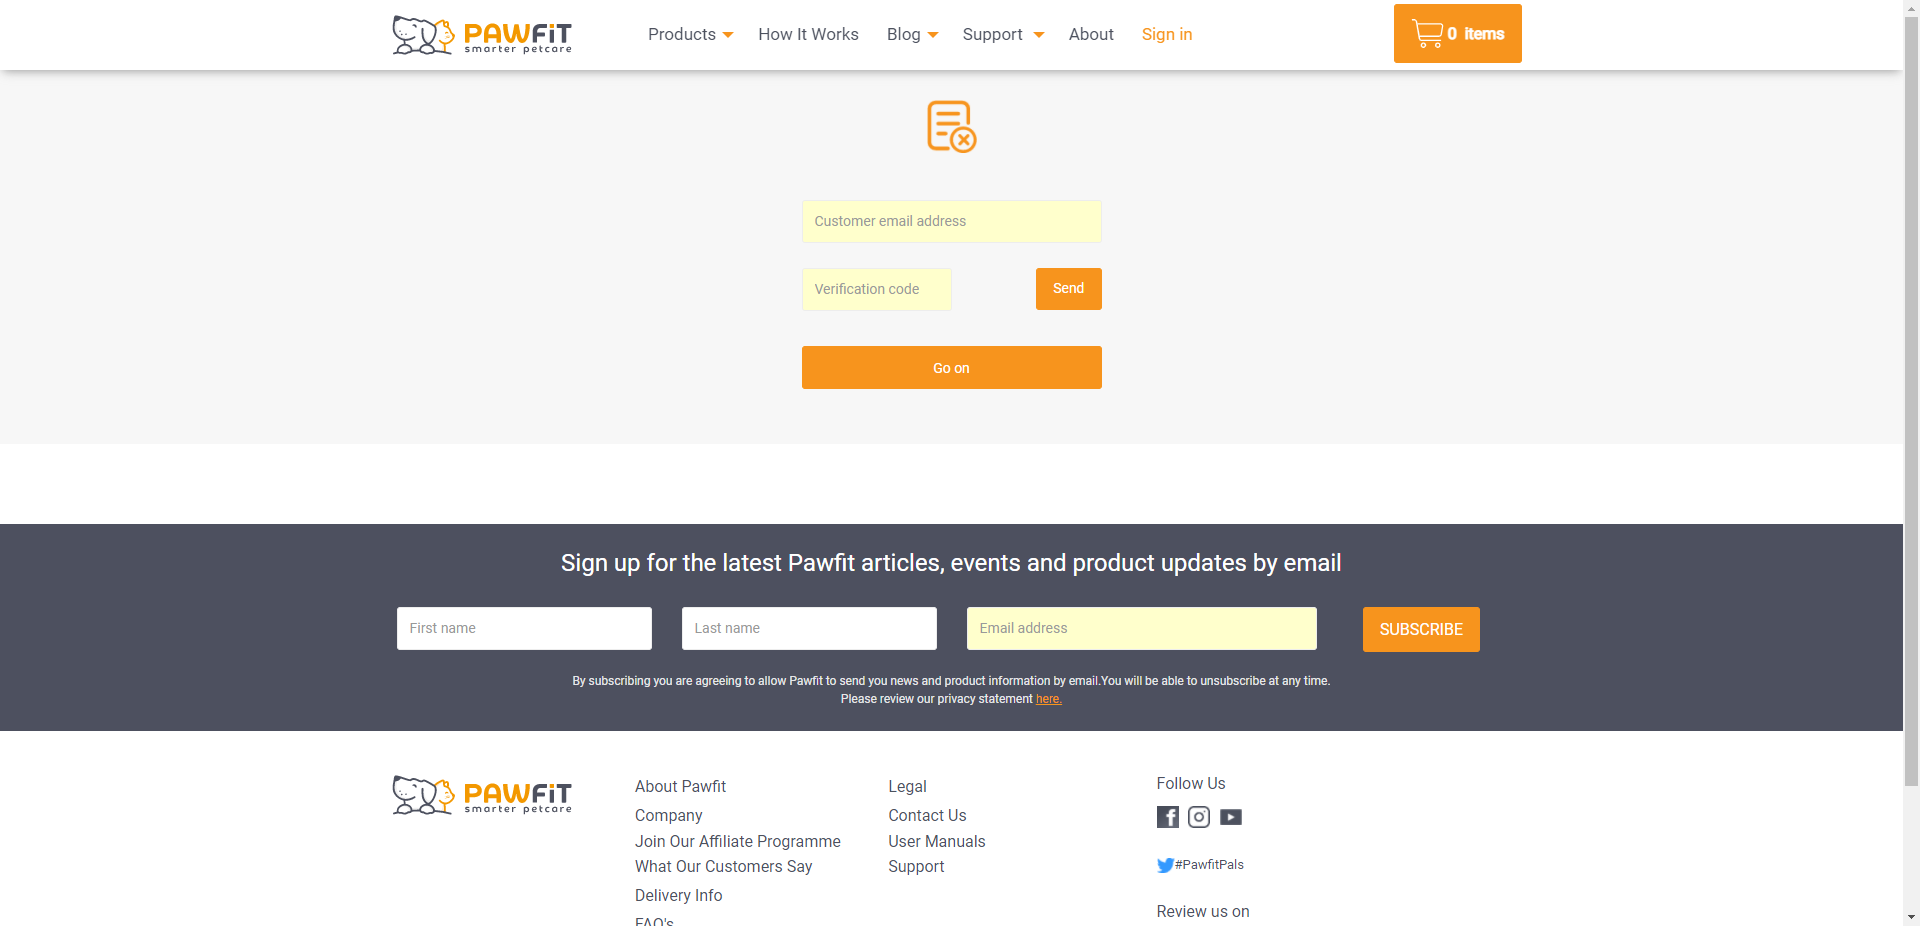 PAWFiT
smarter petcare
Products
How It Works
Blog
Support
About
Sign in
0 items
Customer email address
Verification code
Send
Go on
Sign up for the latest Pawfit articles, events and product updates by email
First name
Last name
Email address
SUBSCRIBE
By subscribing you are agreeing to allow Pawfit to send you news and product information by email.You will be able to unsubscribe at any time.
Please review our privacy statement here.
PAWFiT
smarter petcare
About Pawfit
Company
Join Our Affiliate Programme
What Our Customers Say
Delivery Info
FAQ's
Legal
Contact Us
User Manuals
Support
Follow Us
#PawfitPals
Review us on